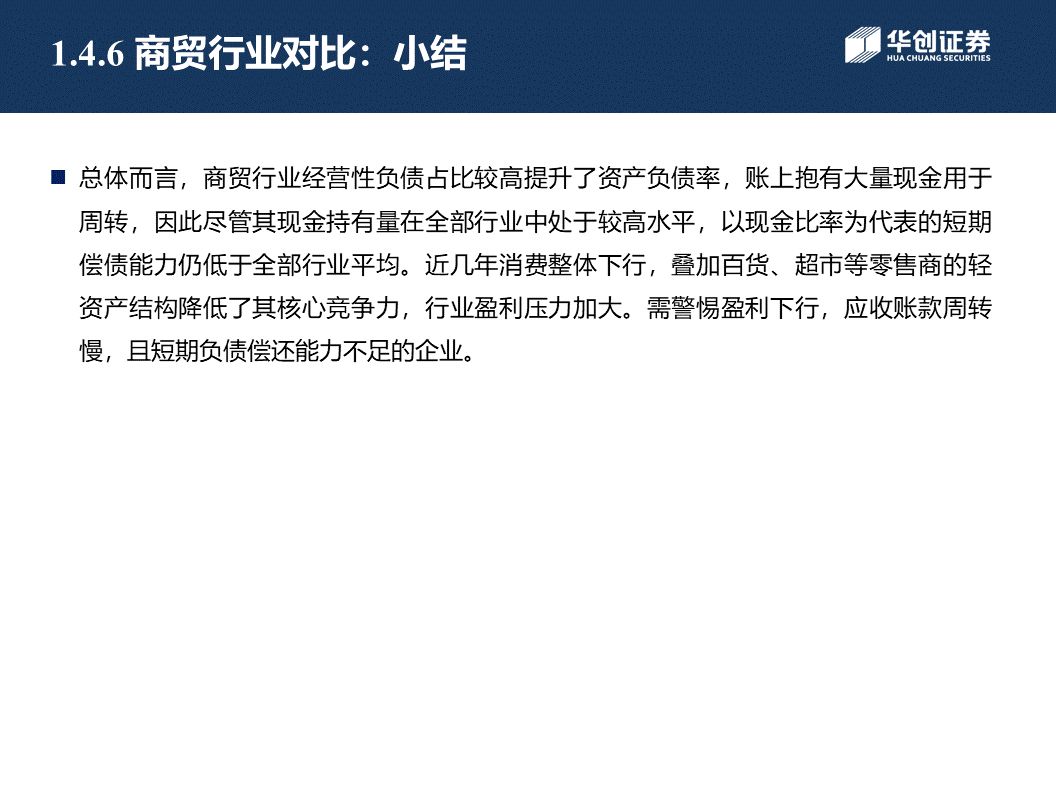 1.4.6 商贸行业对比：小结
华创证券
HUA CHUANG SECURITIES
总体而言，商贸行业经营性负债占比较高提升了资产负债率，账上抱有大量现金用于
周转，因此尽管其现金持有量在全部行业中处于较高水平，以现金比率为代表的短期
偿债能力仍低于全部行业平均。近几年消费整体下行，叠加百货、超市等零售商的轻
资产结构降低了其核心竞争力，行业盈利压力加大。需警惕盈利下行，应收账款周转
慢，且短期负债偿还能力不足的企业。